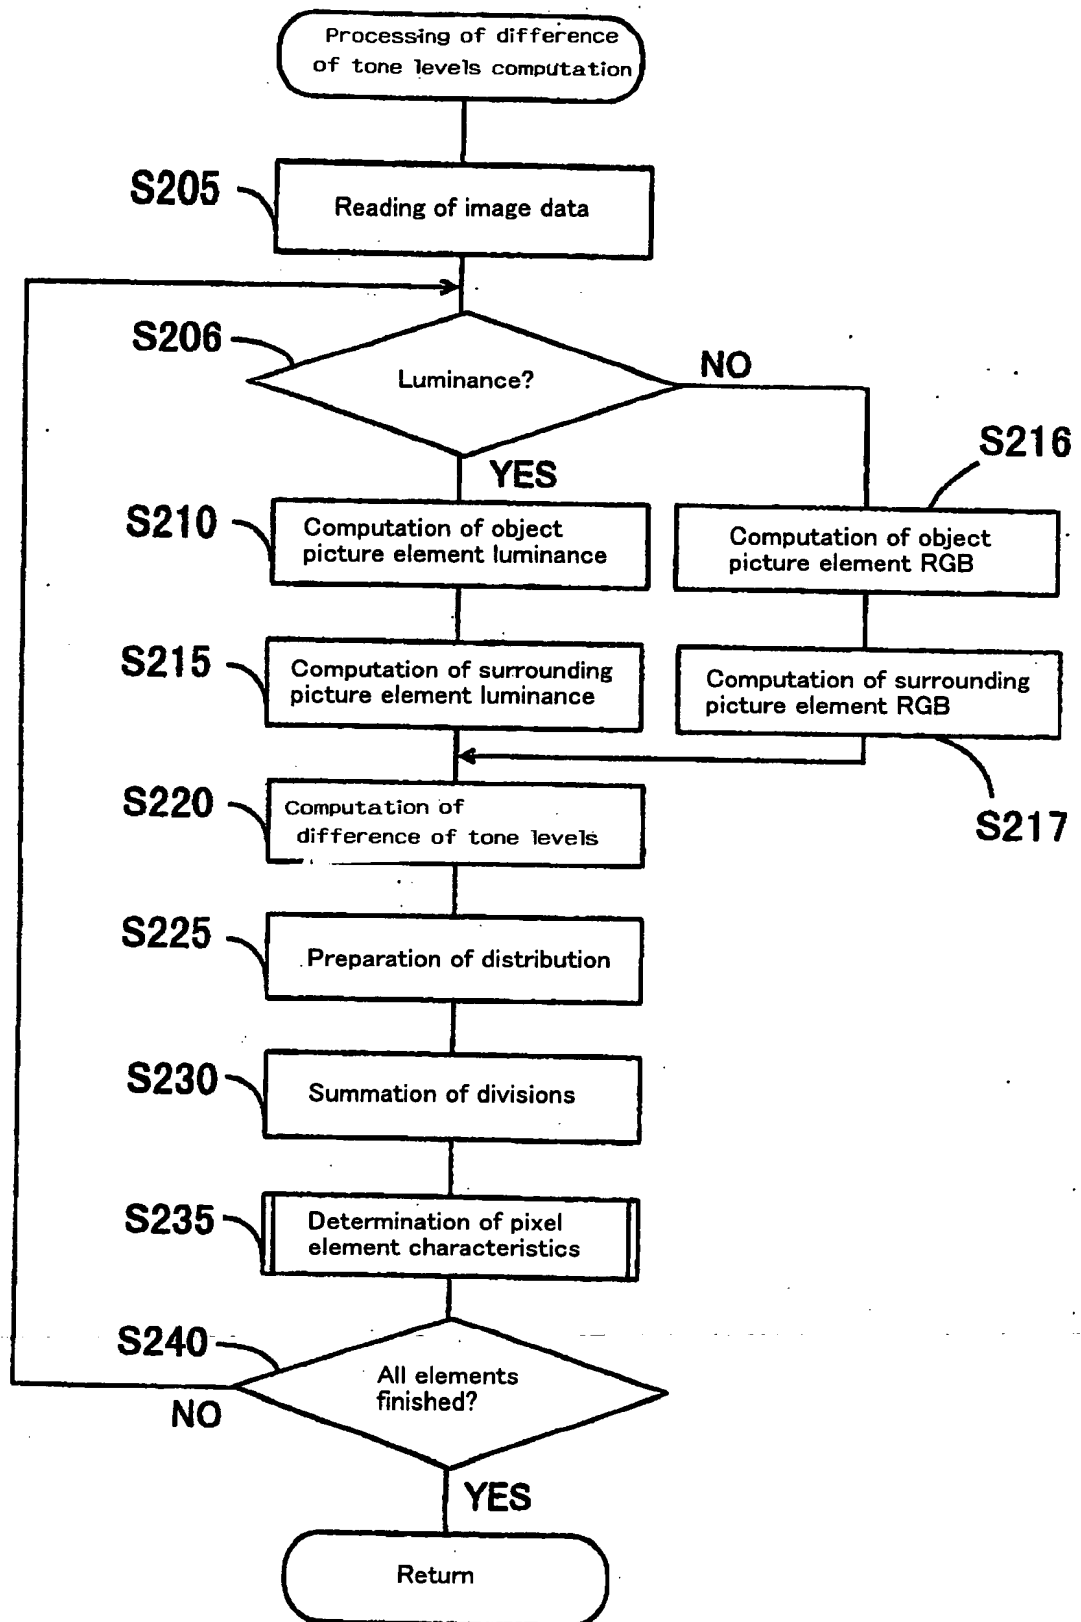 Processing of difference
of tone levels computation
S205
Reading of image data
S206
Luminance?
NO
YES
S216
S210
Computation of object
picture element luminance
Computation of object
picture element RGB
S215
Computation of surrounding
picture element luminance
Computation of surrounding
picture element RGB
S220
Computation of
difference of tone levels
S217
S225
Preparation of distribution
S230
Summation of divisions
S235
Determination of pixel
element characteristics
S240
All elements
finished?
NO
YES
Return